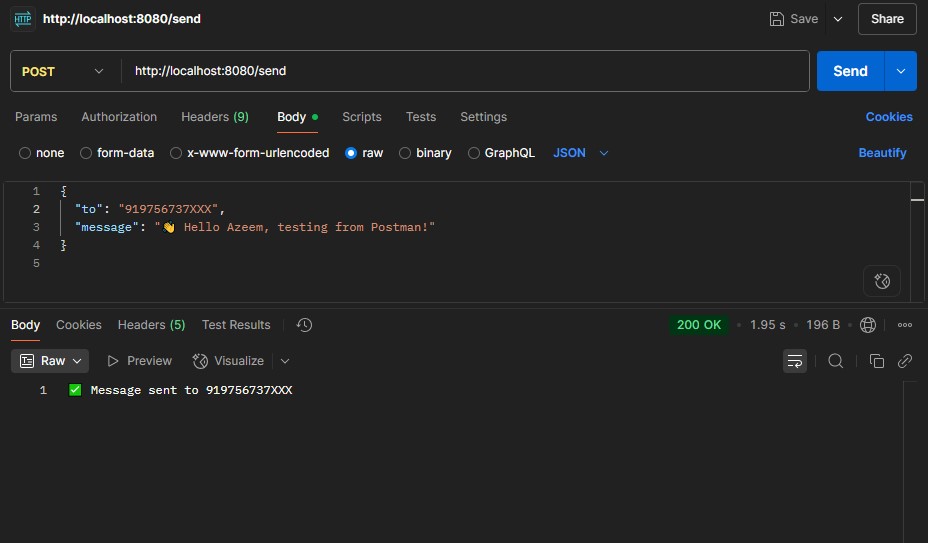 HTTP http://localhost:8080/send Save Share
POST http://localhost:8080/send Send
Params Authorization Headers (9) Body Scripts Tests Settings Cookies
none form-data x-www-form-urlencoded raw binary GraphQL JSON Beautify
1 {
2 "to": "919756737XXX",
3 "message": "👋 Hello Azeem, testing from Postman!"
4 }
5
Body Cookies Headers (5) Test Results 200 OK • 1.95 s • 196 B •
Raw Preview Visualize
1 ✅ Message sent to 919756737XXX